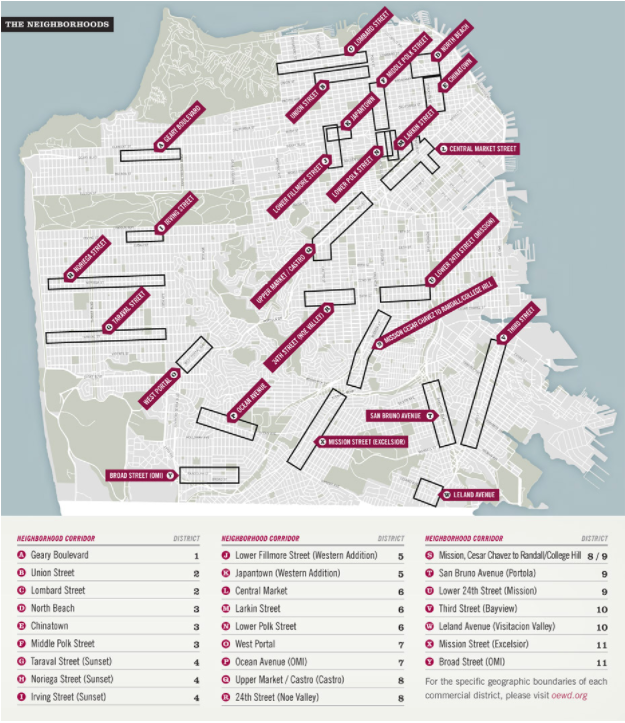 THE NEIGHBORHOODS
LOMBARD STREET
MIDDLE POLK STREET
NORTH BEACH
CHINATOWN
UNION STREET
JAPANTOWN
LARKIN STREET
GEARY BOULEVARD
CENTRAL MARKET STREET
LOWER FILLMORE STREET
LOWER POLK STREET
IRVING STREET
NORIEGA STREET
UPPER MARKET / CASTRO
LOWER 24TH STREET (MISSION)
TARAVAL STREET
24TH STREET (NOE VALLEY)
MISSION CESAR CHAVEZ TO RANDALL/COLLEGE HILL
THIRD STREET
WEST PORTAL
OCEAN AVENUE
SAN BRUNO AVENUE
MISSION STREET (EXCELSIOR)
BROAD STREET (OMI)
LELAND AVENUE
NEIGHBORHOOD CORRIDOR DISTRICT
A Geary Boulevard 1
B Union Street 2
C Lombard Street 2
D North Beach 3
E Chinatown 3
F Middle Polk Street 3
G Taraval Street (Sunset) 4
H Noriega Street (Sunset) 4
I Irving Street (Sunset) 4
NEIGHBORHOOD CORRIDOR DISTRICT
J Lower Fillmore Street (Western Addition) 5
K Japantown (Western Addition) 5
L Central Market 6
M Larkin Street 6
N Lower Polk Street 6
O West Portal 7
P Ocean Avenue (OMI) 7
Q Upper Market / Castro (Castro) 8
R 24th Street (Noe Valley) 8
NEIGHBORHOOD CORRIDOR DISTRICT
S Mission, Cesar Chavez to Randall/College Hill 8 / 9
T San Bruno Avenue (Portola) 9
U Lower 24th Street (Mission) 9
V Third Street (Bayview) 10
W Leland Avenue (Visitacion Valley) 10
X Mission Street (Excelsior) 11
Y Broad Street (OMI) 11
For the specific geographic boundaries of each
commercial district, please visit oewd.org